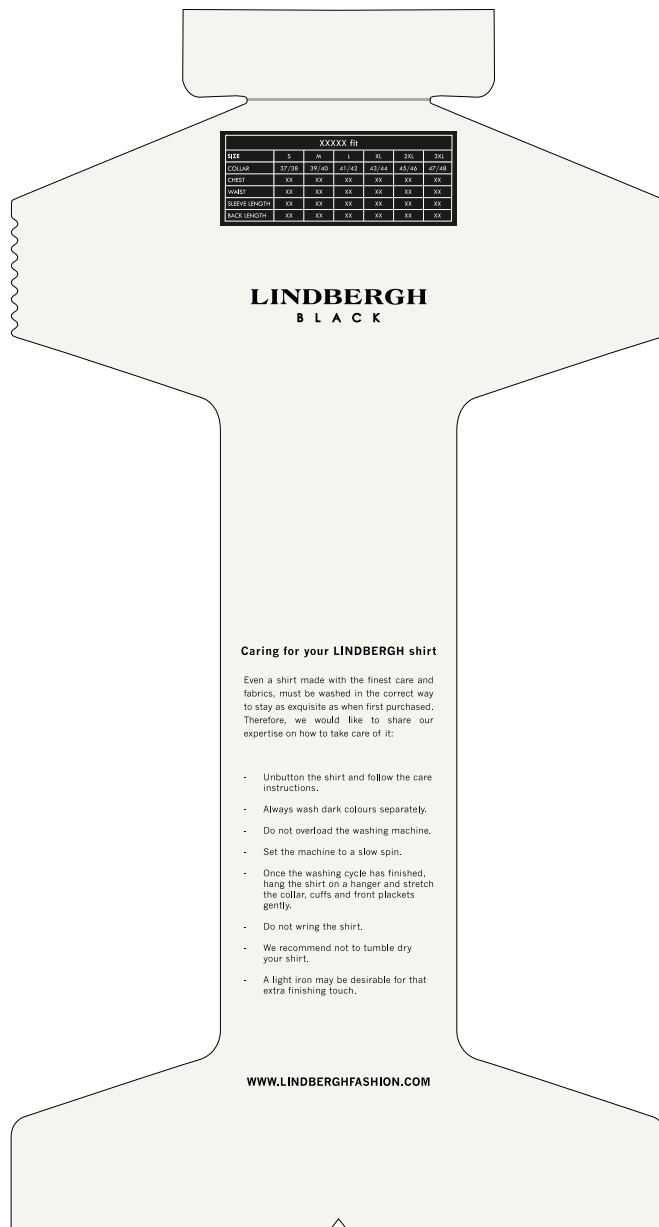 XXXXX fit
SIZE S M L XL 2XL 3XL
COLLAR 37/38 39/40 41/42 43/44 45/46 47/48
CHEST XX XX XX XX XX XX
WAIST XX XX XX XX XX XX
SLEEVE LENGTH XX XX XX XX XX XX
BACK LENGTH XX XX XX XX XX XX
LINDBERGH
BLACK
Caring for your LINDBERGH shirt
Even a shirt made with the finest care and
fabrics, must be washed in the correct way
to stay as exquisite as when first purchased.
Therefore, we would like to share our
expertise on how to take care of it:
- Unbutton the shirt and follow the care
instructions.
- Always wash dark colours separately.
- Do not overload the washing machine.
- Set the machine to a slow spin.
- Once the washing cycle has finished,
hang the shirt on a hanger and stretch
the collar, cuffs and front plackets
gently.
- Do not wring the shirt.
- We recommend not to tumble dry
your shirt.
- A light iron may be desirable for that
extra finishing touch.
WWW.LINDBERGHFASHION.COM